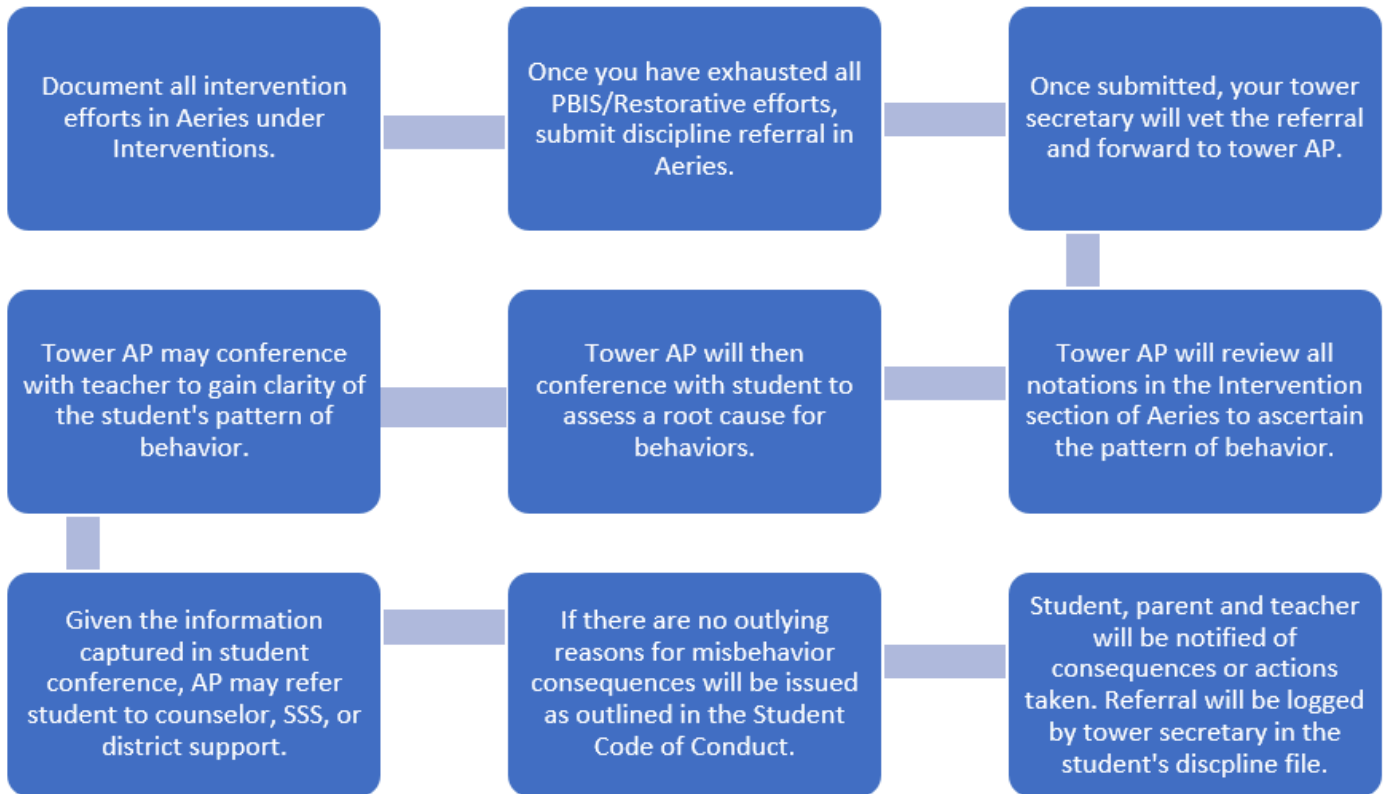 Document all intervention
efforts in Aeries under
Interventions.
Once you have exhausted all
PBIS/Restorative efforts,
submit discipline referral in
Aeries.
Once submitted, your tower
secretary will vet the referral
and forward to tower AP.
Tower AP will review all
notations in the Intervention
section of Aeries to ascertain
the pattern of behavior.
Tower AP will then
conference with student to
assess a root cause for
behaviors.
Tower AP may conference
with teacher to gain clarity of
the student's pattern of
behavior.
Given the information
captured in student
conference, AP may refer
student to counselor, SSS, or
district support.
If there are no outlying
reasons for misbehavior
consequences will be issued
as outlined in the Student
Code of Conduct.
Student, parent and teacher
will be notified of
consequences or actions
taken. Referral will be logged
by tower secretary in the
student's discpline file.